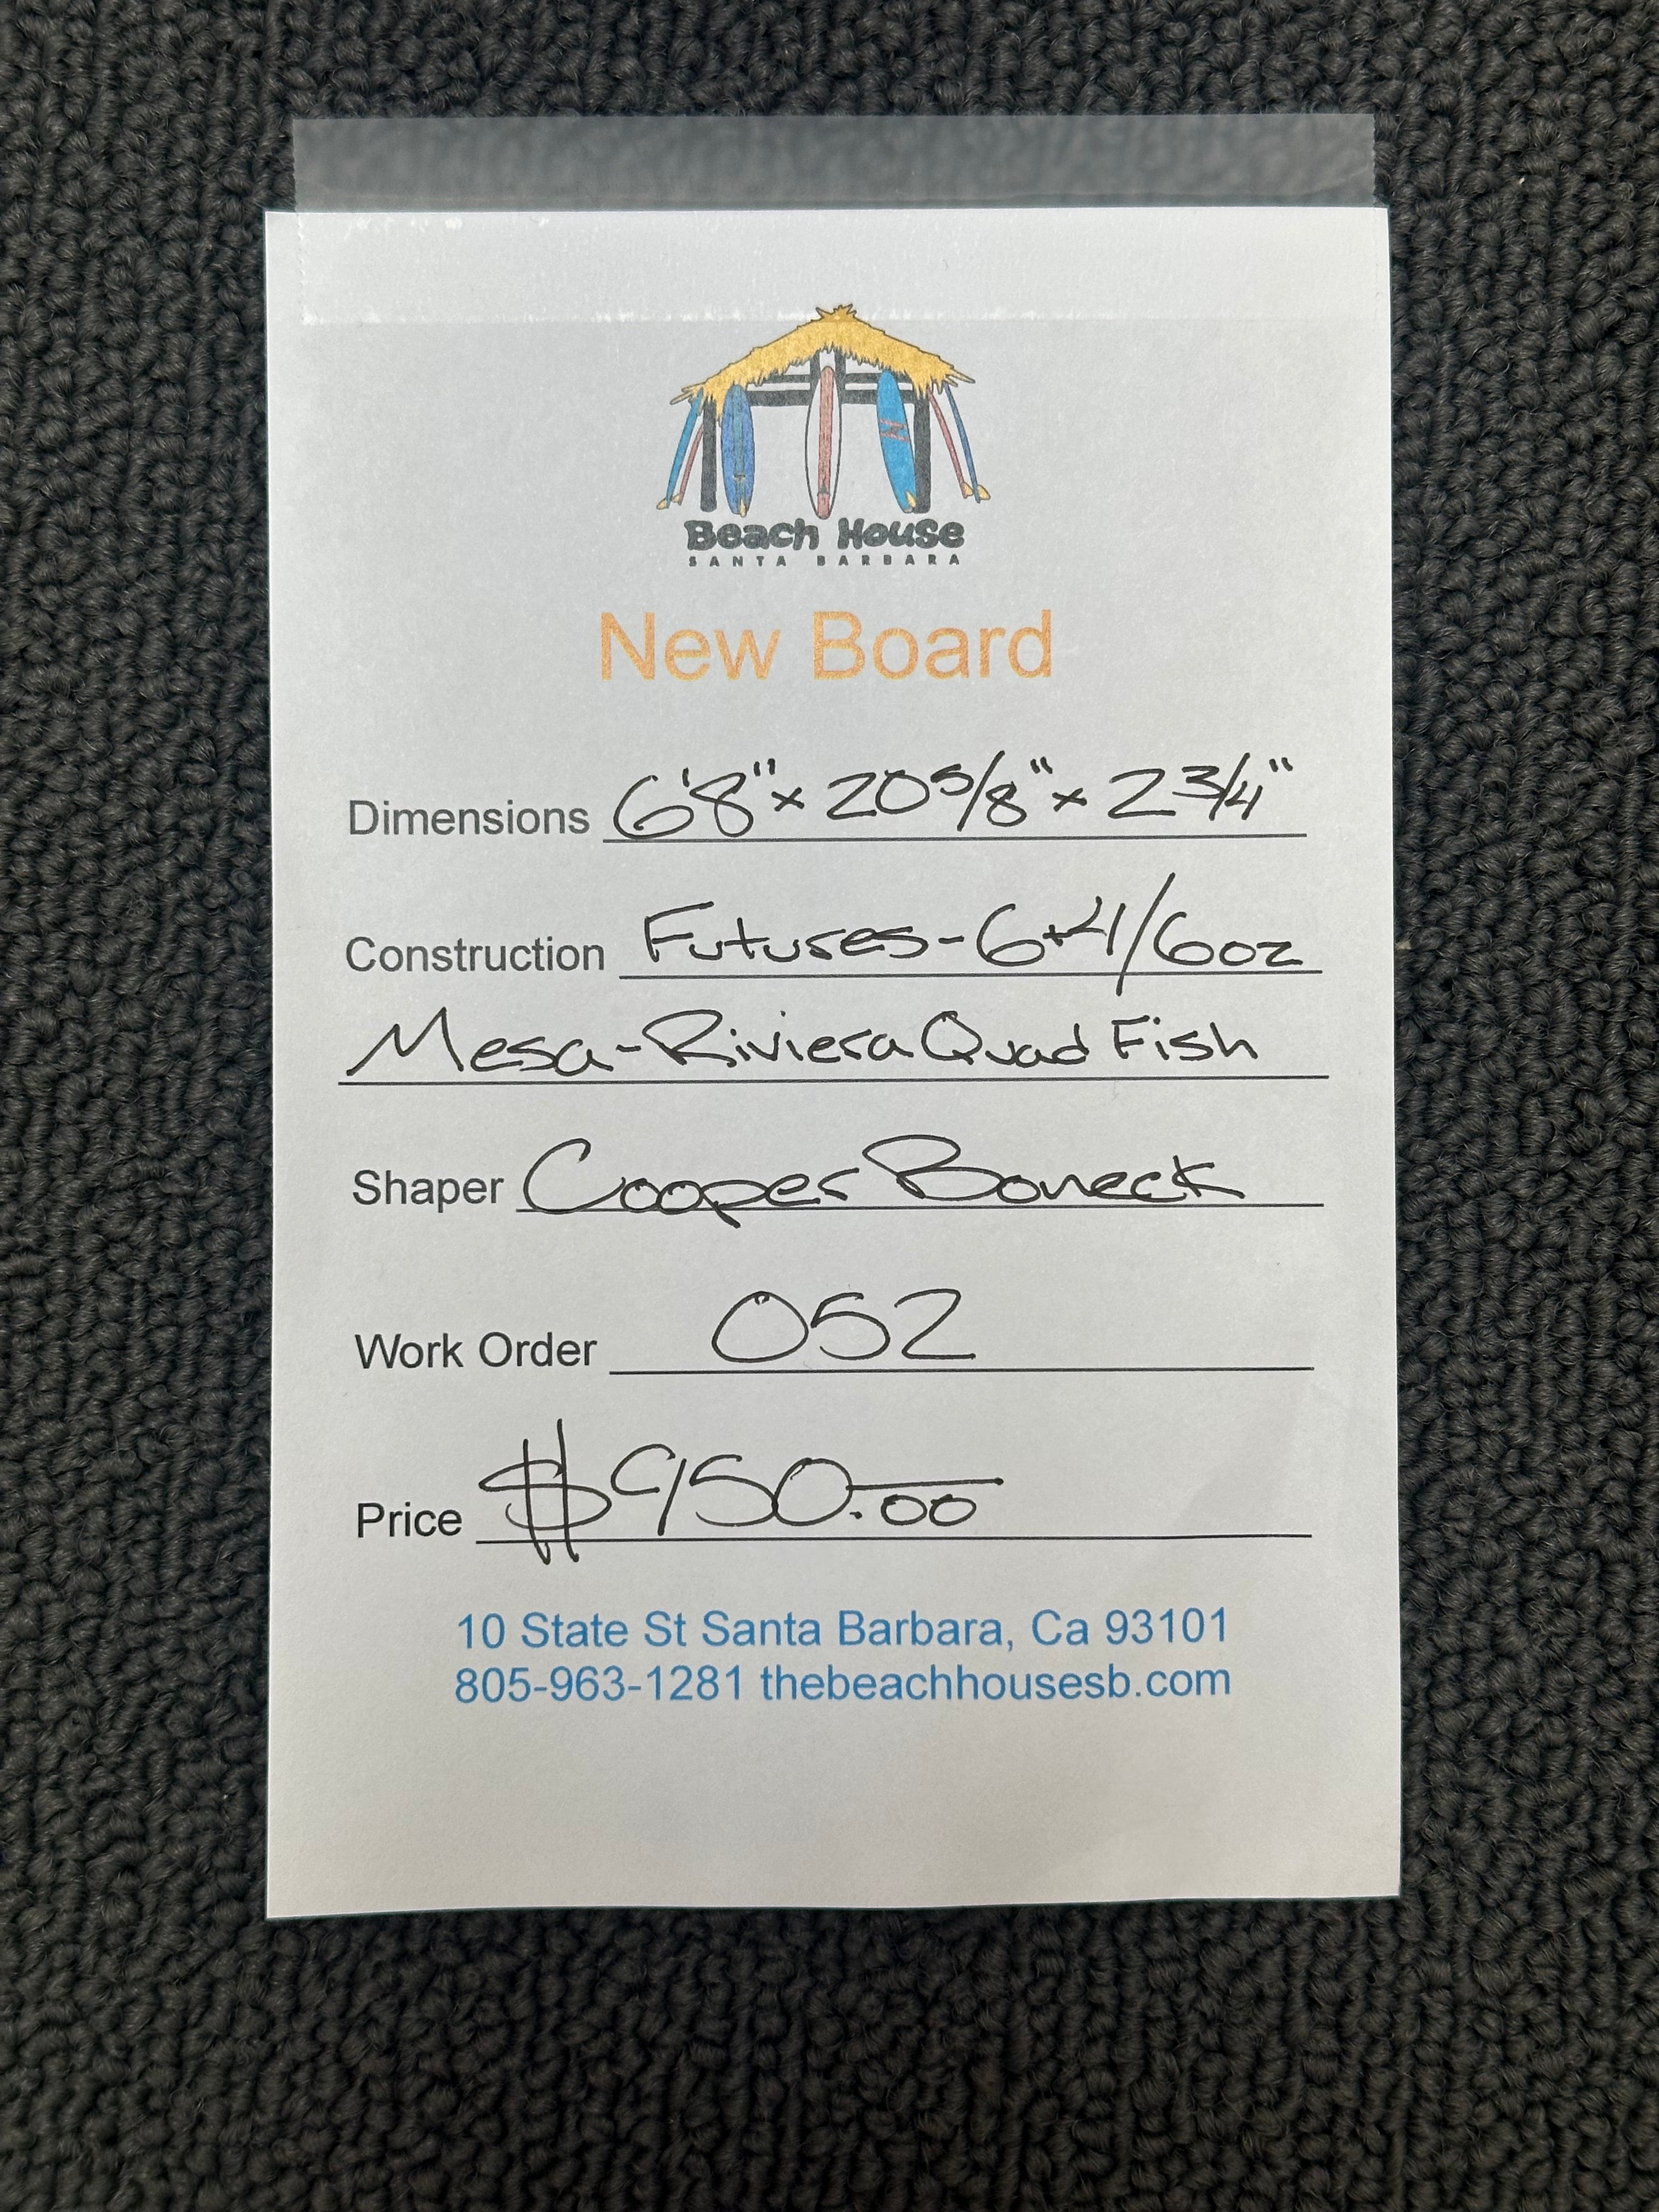 Beach House
SANTA BARBARA
New Board
Dimensions 6'8" x 20 5/8" x 2 3/4"
Construction Futures - 6+4/6oz
Mesa - Riviera Quad Fish
Shaper Cooper Boneck
Work Order 052
Price $950.00
10 State St Santa Barbara, Ca 93101
805-963-1281 thebeachhousesb.com